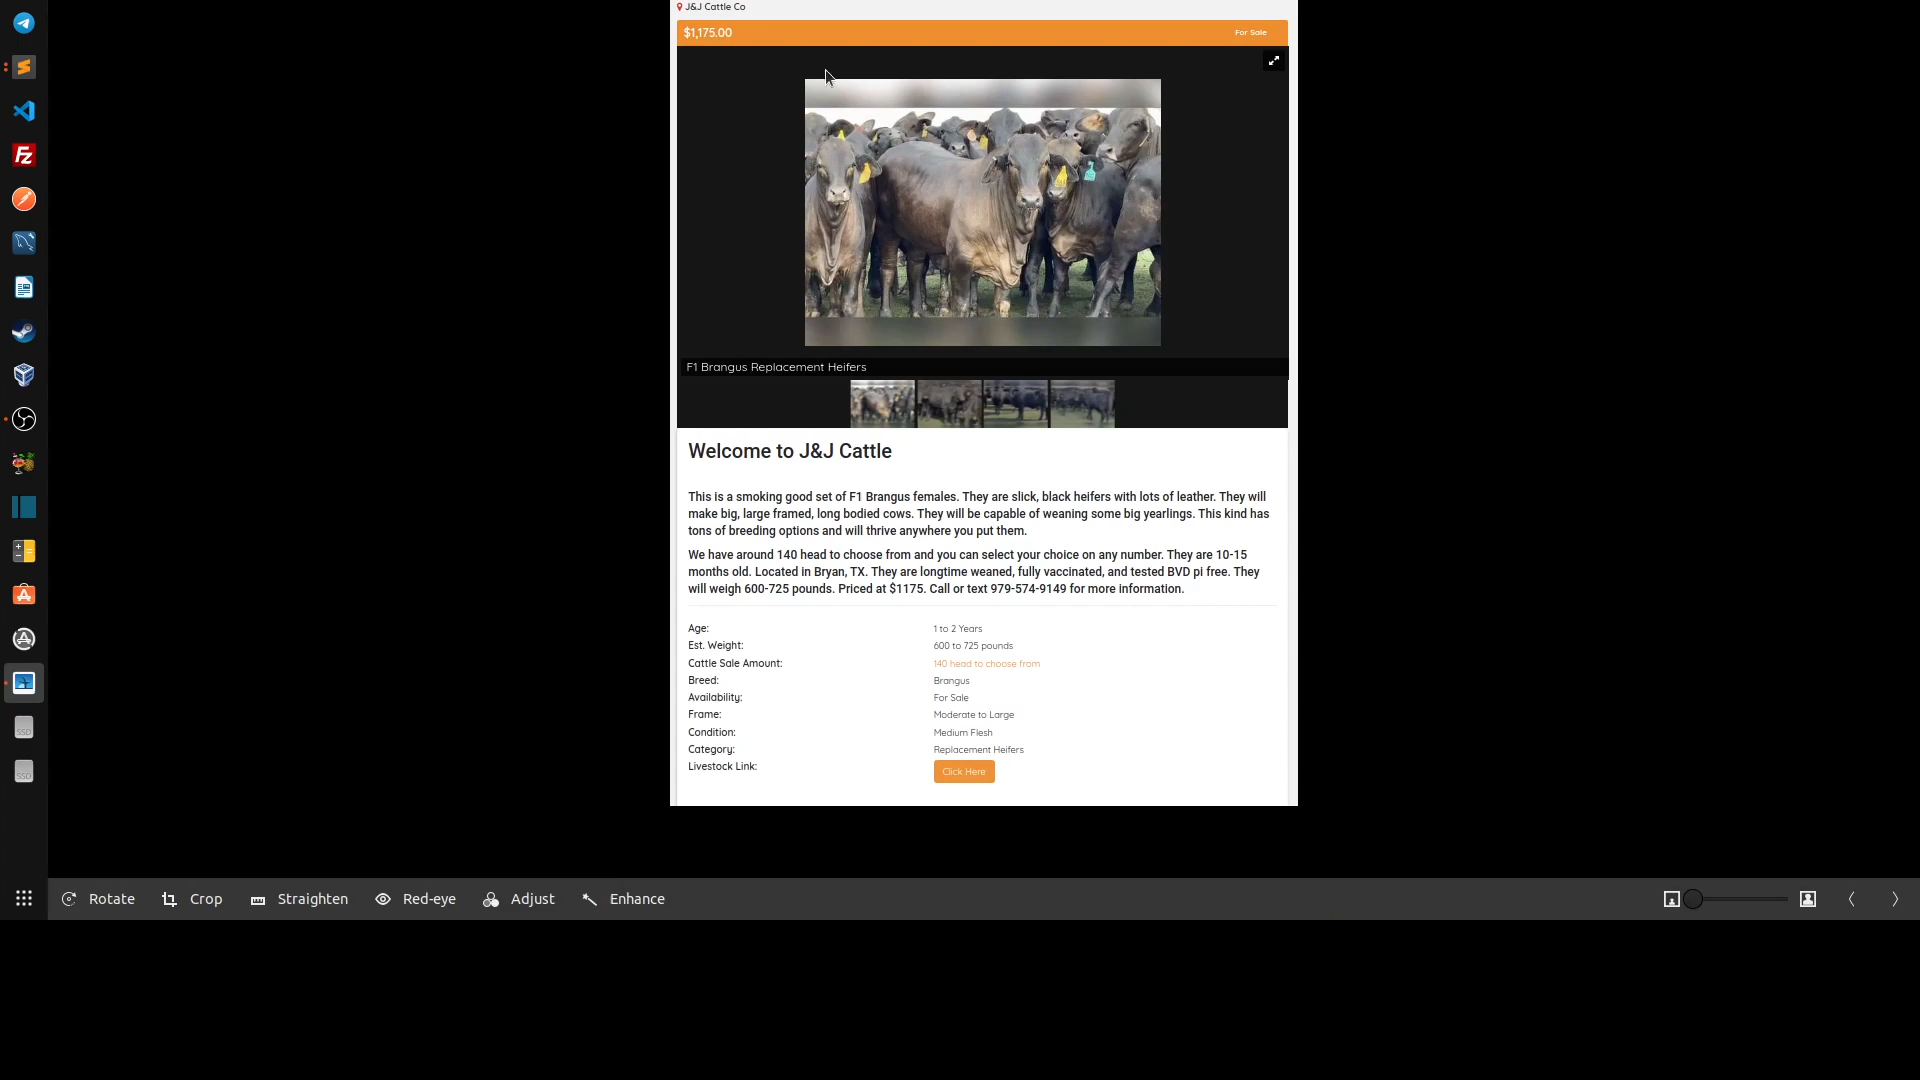 J&J Cattle Co
$1,175.00
For Sale
F1 Brangus Replacement Heifers
Welcome to J&J Cattle
This is a smoking good set of F1 Brangus females. They are slick, black heifers with lots of leather. They will
make big, large framed, long bodied cows. They will be capable of weaning some big yearlings. This kind has
tons of breeding options and will thrive anywhere you put them.
We have around 140 head to choose from and you can select your choice on any number. They are 10-15
months old. Located in Bryan, TX. They are longtime weaned, fully vaccinated, and tested BVD pi free. They
will weigh 600-725 pounds. Priced at $1175. Call or text 979-574-9149 for more information.
Age: 1 to 2 Years
Est. Weight: 600 to 725 pounds
Cattle Sale Amount: 140 head to choose from
Breed: Brangus
Availability: For Sale
Frame: Moderate to Large
Condition: Medium Flesh
Category: Replacement Heifers
Livestock Link: Click Here
Rotate Crop Straighten Red-eye Adjust Enhance